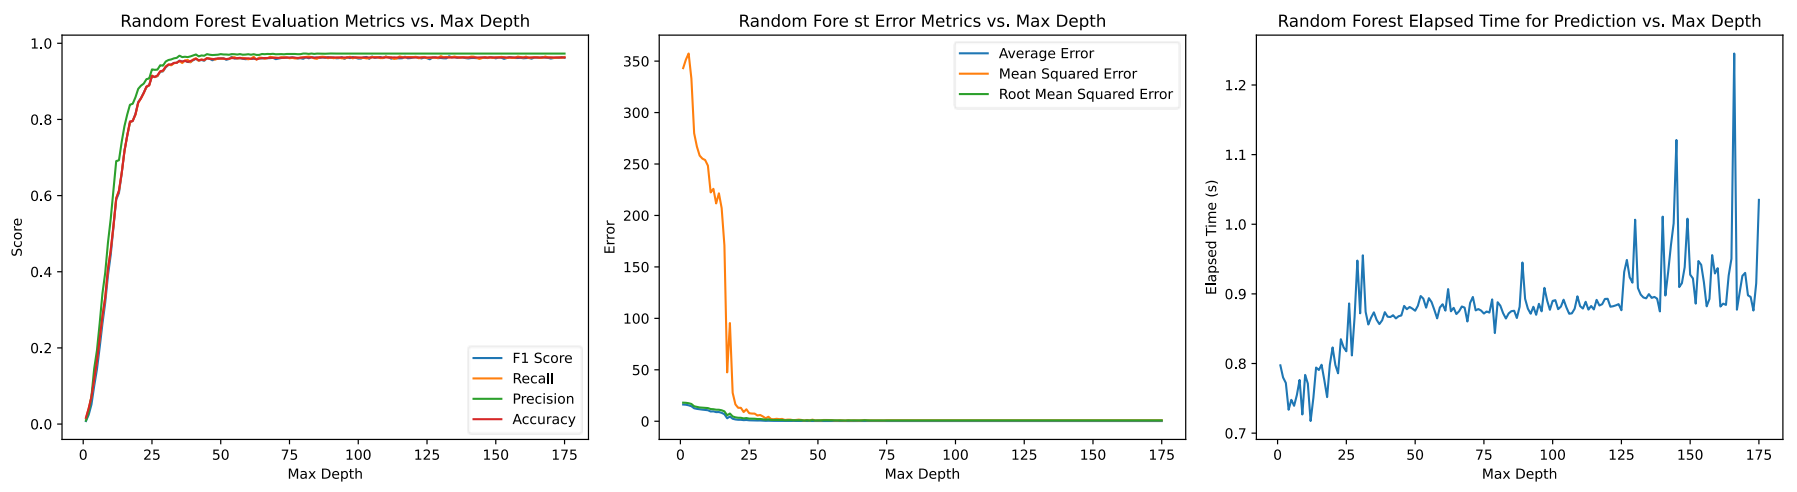 Random Forest Evaluation Metrics vs. Max Depth
1.0
0.8
0.6
0.4
0.2
0.0
Score
0 25 50 75 100 125 150 175
Max Depth
F1 Score
Recall
Precision
Accuracy
Random Fore st Error Metrics vs. Max Depth
350
300
250
200
150
100
50
0
Error
0 25 50 75 100 125 150 175
Max Depth
Average Error
Mean Squared Error
Root Mean Squared Error
Random Forest Elapsed Time for Prediction vs. Max Depth
1.2
1.1
1.0
0.9
0.8
0.7
Elapsed Time (s)
0 25 50 75 100 125 150 175
Max Depth